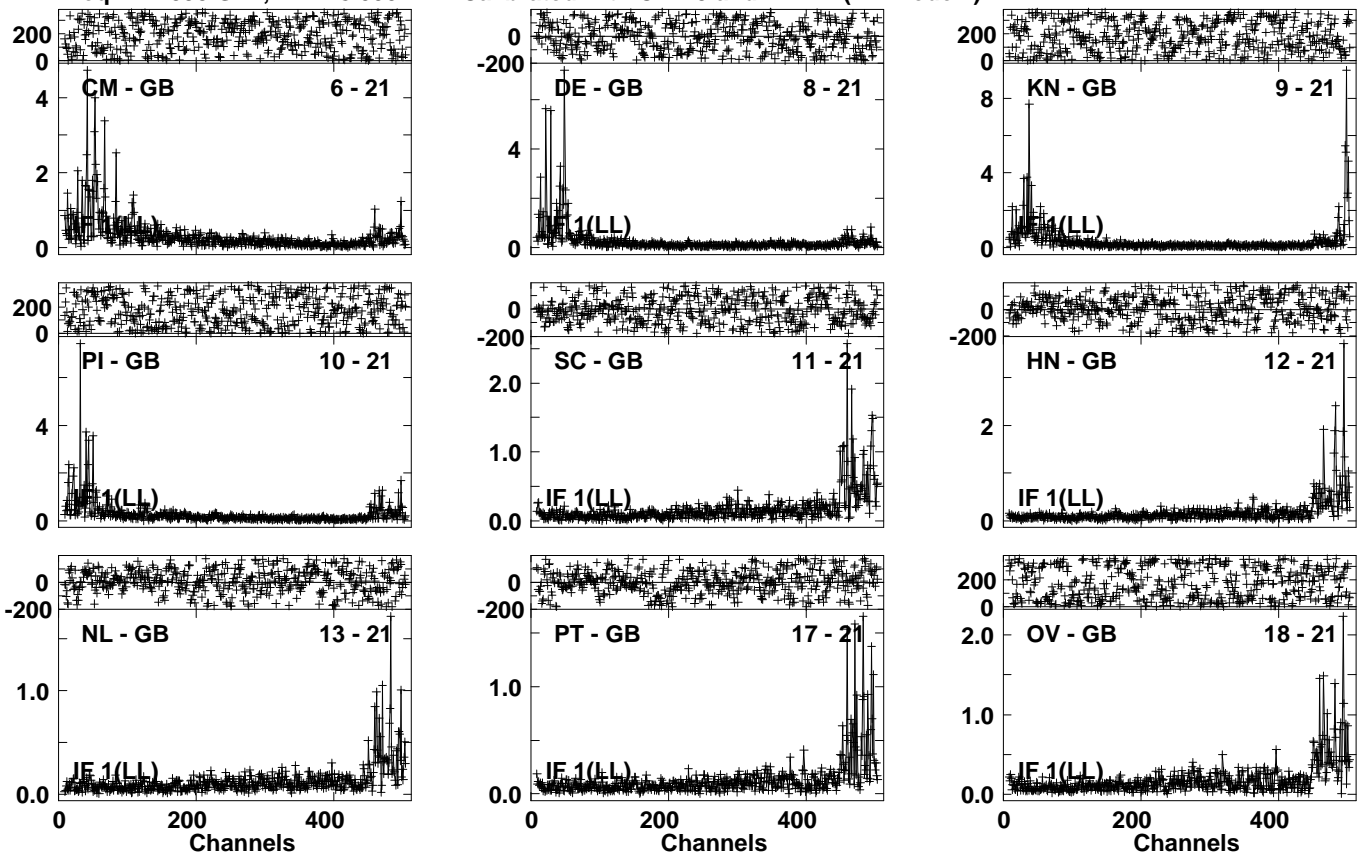 200
0
0
-200
200
0
CM - GB 6 - 21
DE - GB 8 - 21
KN - GB 9 - 21
4
2
0
4
0
8
4
0
IF 1(LL)
IF 1(LL)
IF 1(LL)
200
0
0
-200
0
-200
PI - GB 10 - 21
SC - GB 11 - 21
HN - GB 12 - 21
4
0
2.0
1.0
0.0
2
0
IF 1(LL)
IF 1(LL)
IF 1(LL)
0
-200
0
-200
200
0
NL - GB 13 - 21
PT - GB 17 - 21
OV - GB 18 - 21
1.0
0.0
1.0
0.0
2.0
1.0
0.0
IF 1(LL)
IF 1(LL)
IF 1(LL)
0 200 400
0 200 400
0 200 400
Channels
Channels
Channels